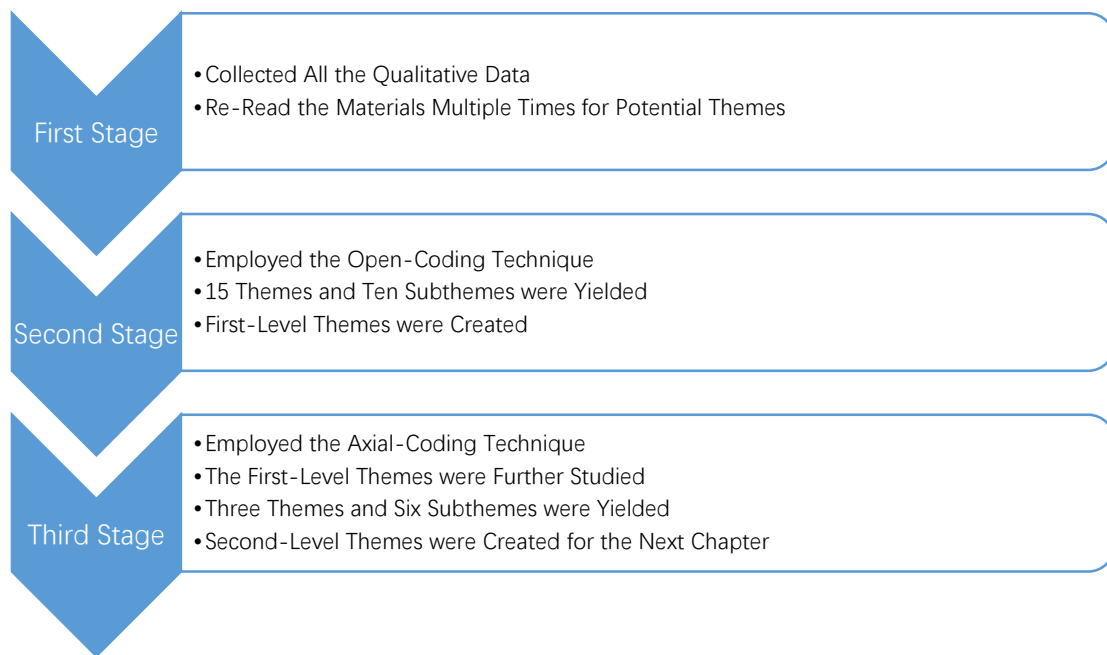 First Stage
•Collected All the Qualitative Data
•Re-Read the Materials Multiple Times for Potential Themes
Second Stage
•Employed the Open-Coding Technique
•15 Themes and Ten Subthemes were Yielded
•First-Level Themes were Created
Third Stage
•Employed the Axial-Coding Technique
•The First-Level Themes were Further Studied
•Three Themes and Six Subthemes were Yielded
•Second-Level Themes were Created for the Next Chapter